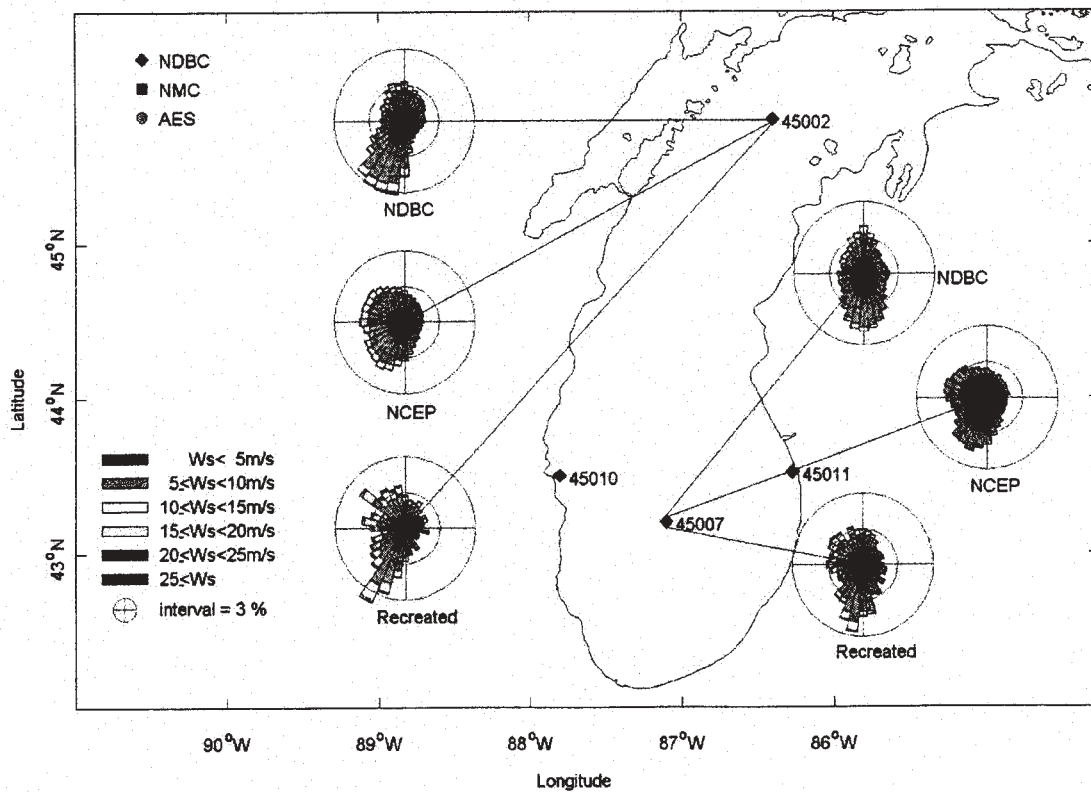 NDBC
NMC
AES
45002
NDBC
45°N
NDBC
NCEP
44°N
Latitude
Ws< 5m/s
5≤Ws<10m/s
10≤Ws<15m/s
15≤Ws<20m/s
20≤Ws<25m/s
25≤Ws
interval = 3 %
45010
45011
NCEP
45007
43°N
Recreated
Recreated
90°W
89°W
88°W
87°W
86°W
Longitude